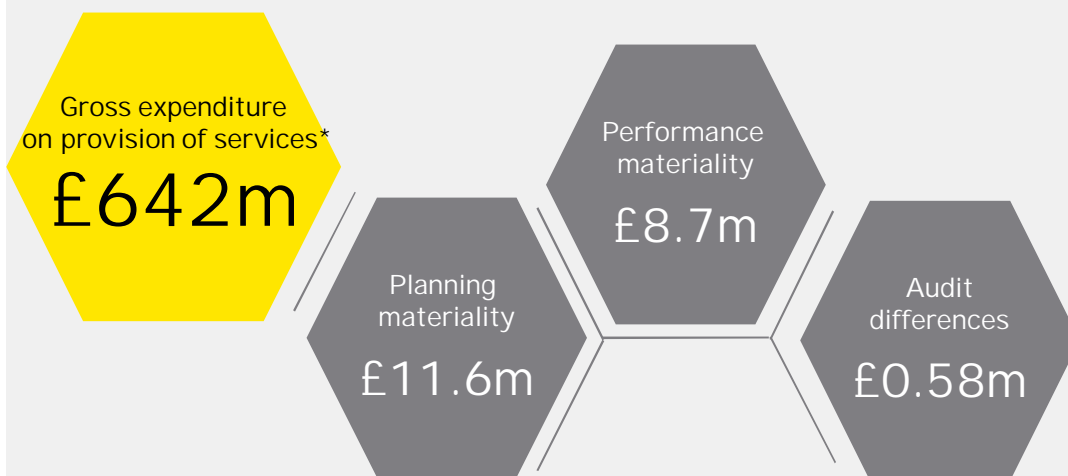 Gross expenditure
on provision of services*
£642m
Planning
materiality
£11.6m
Performance
materiality
£8.7m
Audit
differences
£0.58m